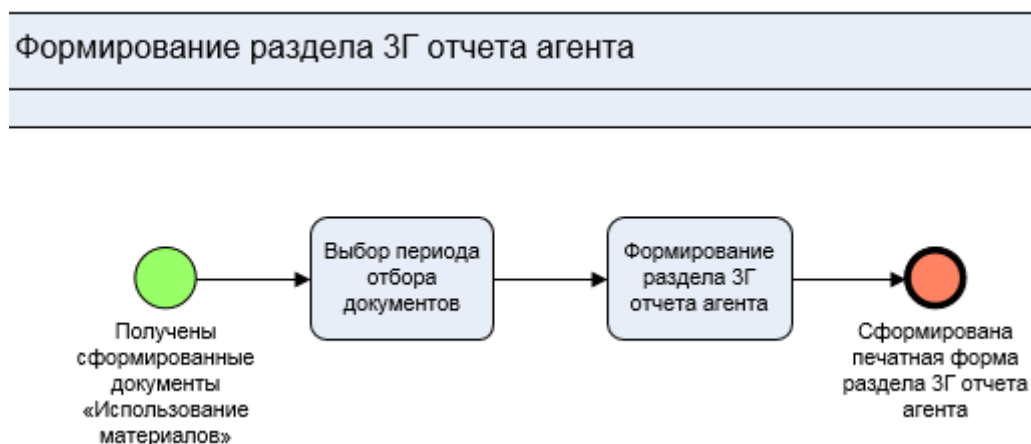 Формирование раздела 3Г отчета агента
Выбор периода
отбора
документов
Формирование
раздела 3Г
отчета агента
Получены
сформированные
документы
«Использование
материалов»
Сформирована
печатная форма
раздела 3Г отчета
агента